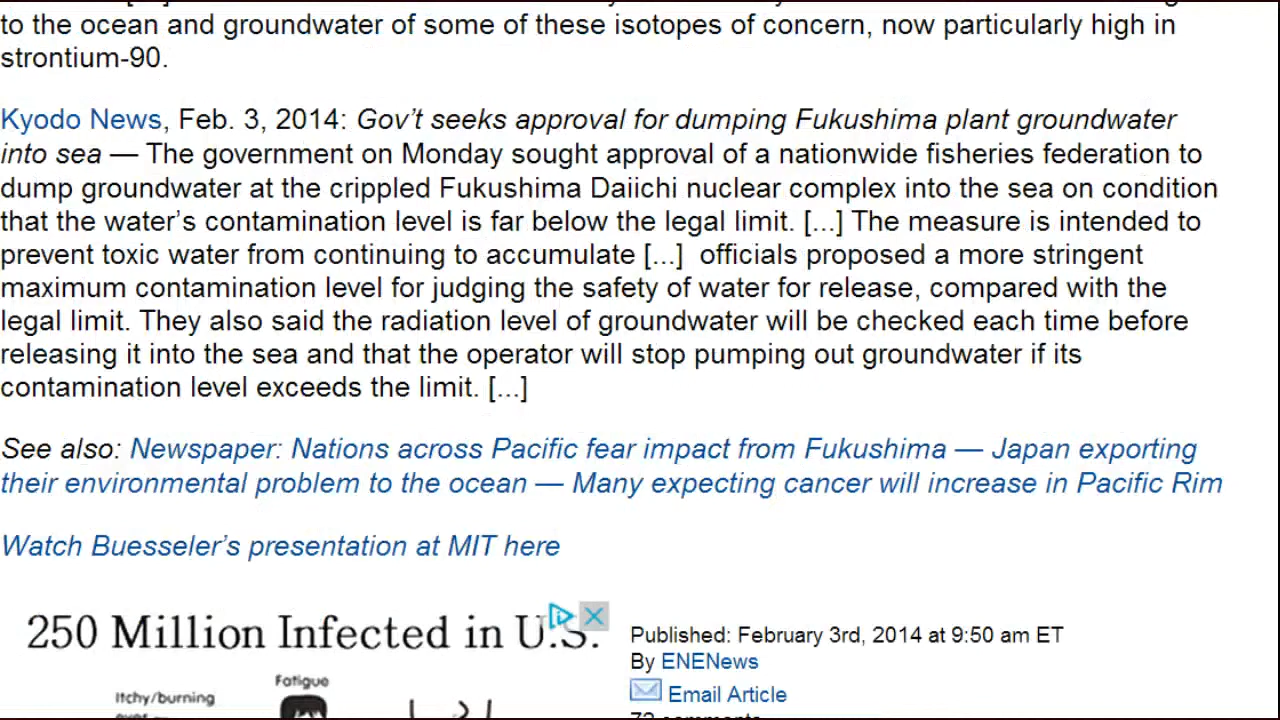 to the ocean and groundwater of some of these isotopes of concern, now particularly high in
strontium-90.
Kyodo News, Feb. 3, 2014: Gov’t seeks approval for dumping Fukushima plant groundwater
into sea — The government on Monday sought approval of a nationwide fisheries federation to
dump groundwater at the crippled Fukushima Daiichi nuclear complex into the sea on condition
that the water’s contamination level is far below the legal limit. [...] The measure is intended to
prevent toxic water from continuing to accumulate [...]  officials proposed a more stringent
maximum contamination level for judging the safety of water for release, compared with the
legal limit. They also said the radiation level of groundwater will be checked each time before
releasing it into the sea and that the operator will stop pumping out groundwater if its
contamination level exceeds the limit. [...]
See also: Newspaper: Nations across Pacific fear impact from Fukushima — Japan exporting
their environmental problem to the ocean — Many expecting cancer will increase in Pacific Rim
Watch Buesseler’s presentation at MIT here
250 Million Infected in U.S.
Fatigue
Itchy/burning
Published: February 3rd, 2014 at 9:50 am ET
By ENENews
Email Article